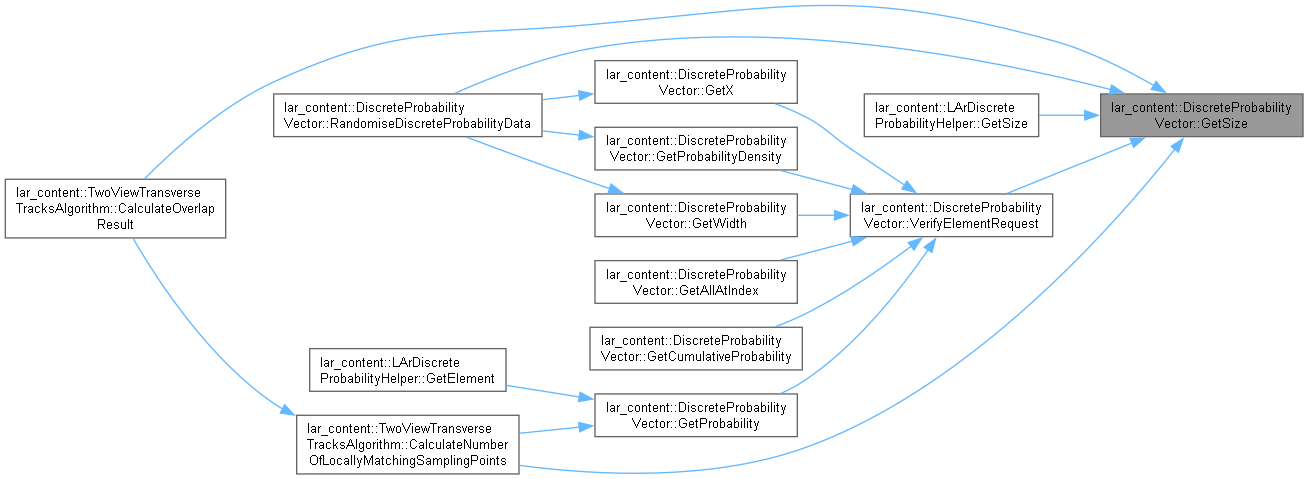 lar_content::DiscreteProbability
Vector::GetX
lar_content::DiscreteProbability
Vector::RandomiseDiscreteProbabilityData
lar_content::LArDiscrete
ProbabilityHelper::GetSize
lar_content::DiscreteProbability
Vector::GetSize
lar_content::DiscreteProbability
Vector::GetProbabilityDensity
lar_content::TwoViewTransverse
TracksAlgorithm::CalculateOverlap
Result
lar_content::DiscreteProbability
Vector::GetWidth
lar_content::DiscreteProbability
Vector::VerifyElementRequest
lar_content::DiscreteProbability
Vector::GetAllAtIndex
lar_content::DiscreteProbability
Vector::GetCumulativeProbability
lar_content::LArDiscrete
ProbabilityHelper::GetElement
lar_content::DiscreteProbability
Vector::GetProbability
lar_content::TwoViewTransverse
TracksAlgorithm::CalculateNumber
OfLocallyMatchingSamplingPoints